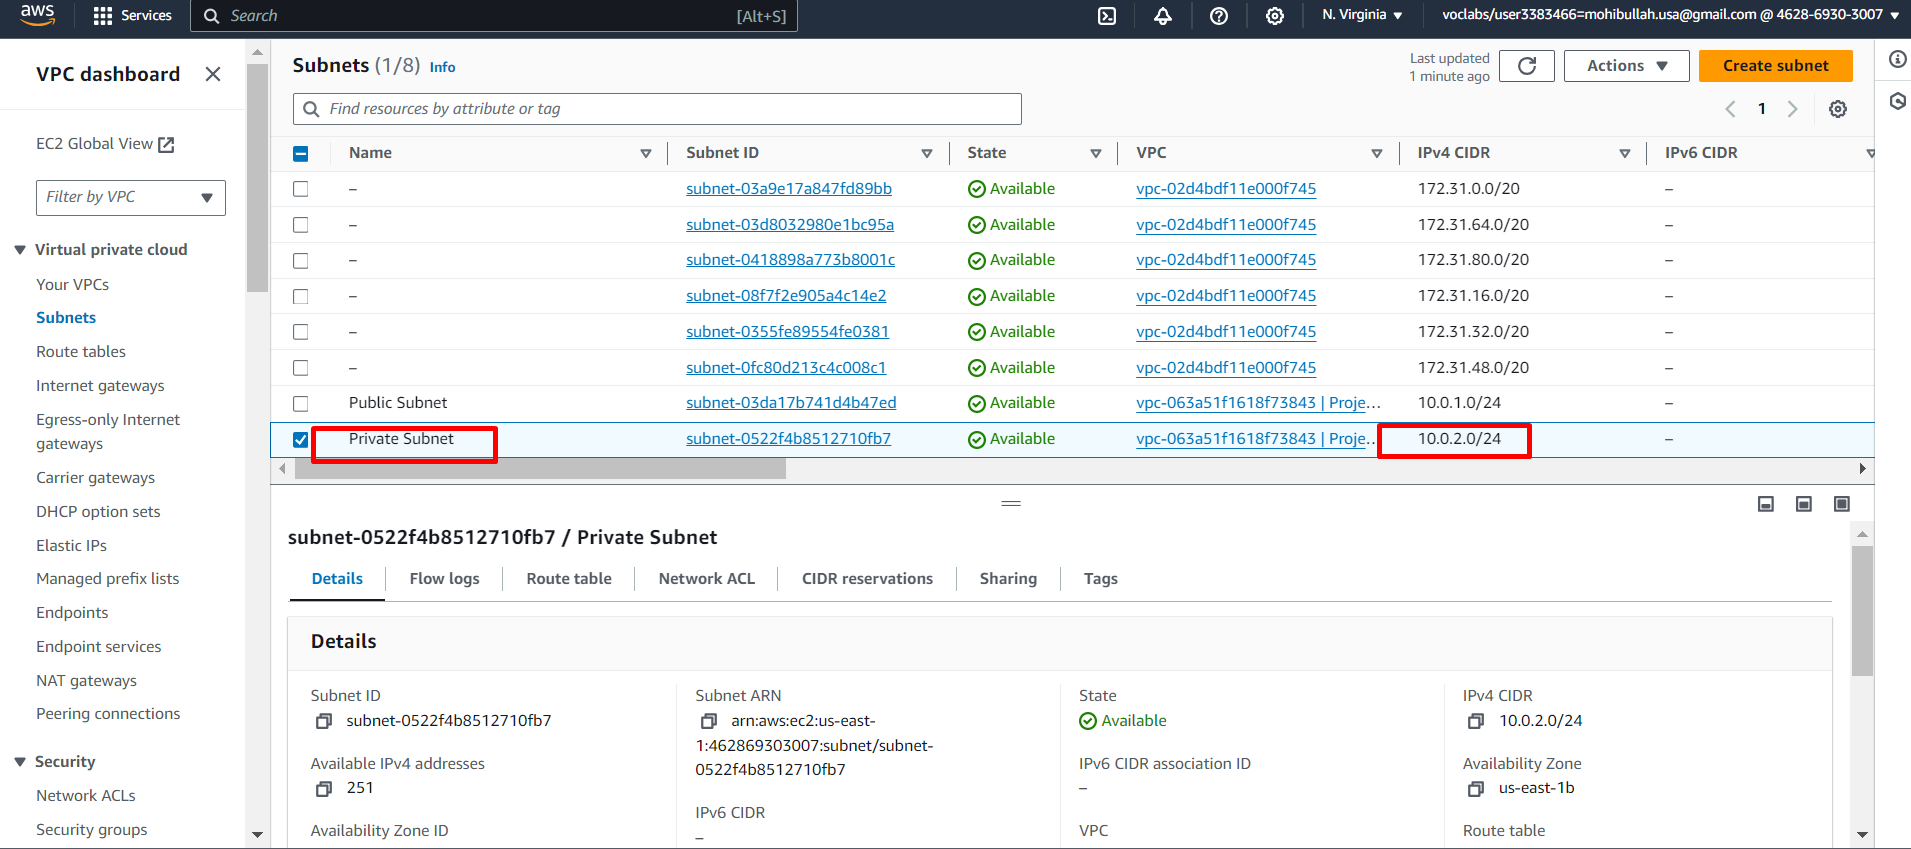 aws Services Search [Alt+S] N. Virginia voclabs/user3383466=mohibullah.usa@gmail.com @ 4628-6930-3007
VPC dashboard
EC2 Global View
Filter by VPC
Virtual private cloud
Your VPCs
Subnets
Route tables
Internet gateways
Egress-only Internet
gateways
Carrier gateways
DHCP option sets
Elastic IPs
Managed prefix lists
Endpoints
Endpoint services
NAT gateways
Peering connections
Security
Network ACLs
Security groups
Subnets (1/8) Info
Last updated
1 minute ago
Actions
Create subnet
Find resources by attribute or tag
1
Name Subnet ID State VPC IPv4 CIDR IPv6 CIDR
– subnet-03a9e17a847fd89bb Available vpc-02d4bdf11e000f745 172.31.0.0/20 –
– subnet-03d8032980e1bc95a Available vpc-02d4bdf11e000f745 172.31.64.0/20 –
– subnet-0418898a773b8001c Available vpc-02d4bdf11e000f745 172.31.80.0/20 –
– subnet-08f7f2e905a4c14e2 Available vpc-02d4bdf11e000f745 172.31.16.0/20 –
– subnet-0355fe89554fe0381 Available vpc-02d4bdf11e000f745 172.31.32.0/20 –
– subnet-0fc80d213c4c008c1 Available vpc-02d4bdf11e000f745 172.31.48.0/20 –
Public Subnet subnet-03da17b741d4b47ed Available vpc-063a51f1618f73843 | Proje... 10.0.1.0/24 –
Private Subnet subnet-0522f4b8512710fb7 Available vpc-063a51f1618f73843 | Proje... 10.0.2.0/24 –
subnet-0522f4b8512710fb7 / Private Subnet
Details Flow logs Route table Network ACL CIDR reservations Sharing Tags
Details
Subnet ID
subnet-0522f4b8512710fb7
Available IPv4 addresses
251
Availability Zone ID
Subnet ARN
arn:aws:ec2:us-east-
1:462869303007:subnet/subnet-
0522f4b8512710fb7
IPv6 CIDR
–
State
Available
IPv6 CIDR association ID
–
VPC
IPv4 CIDR
10.0.2.0/24
Availability Zone
us-east-1b
Route table